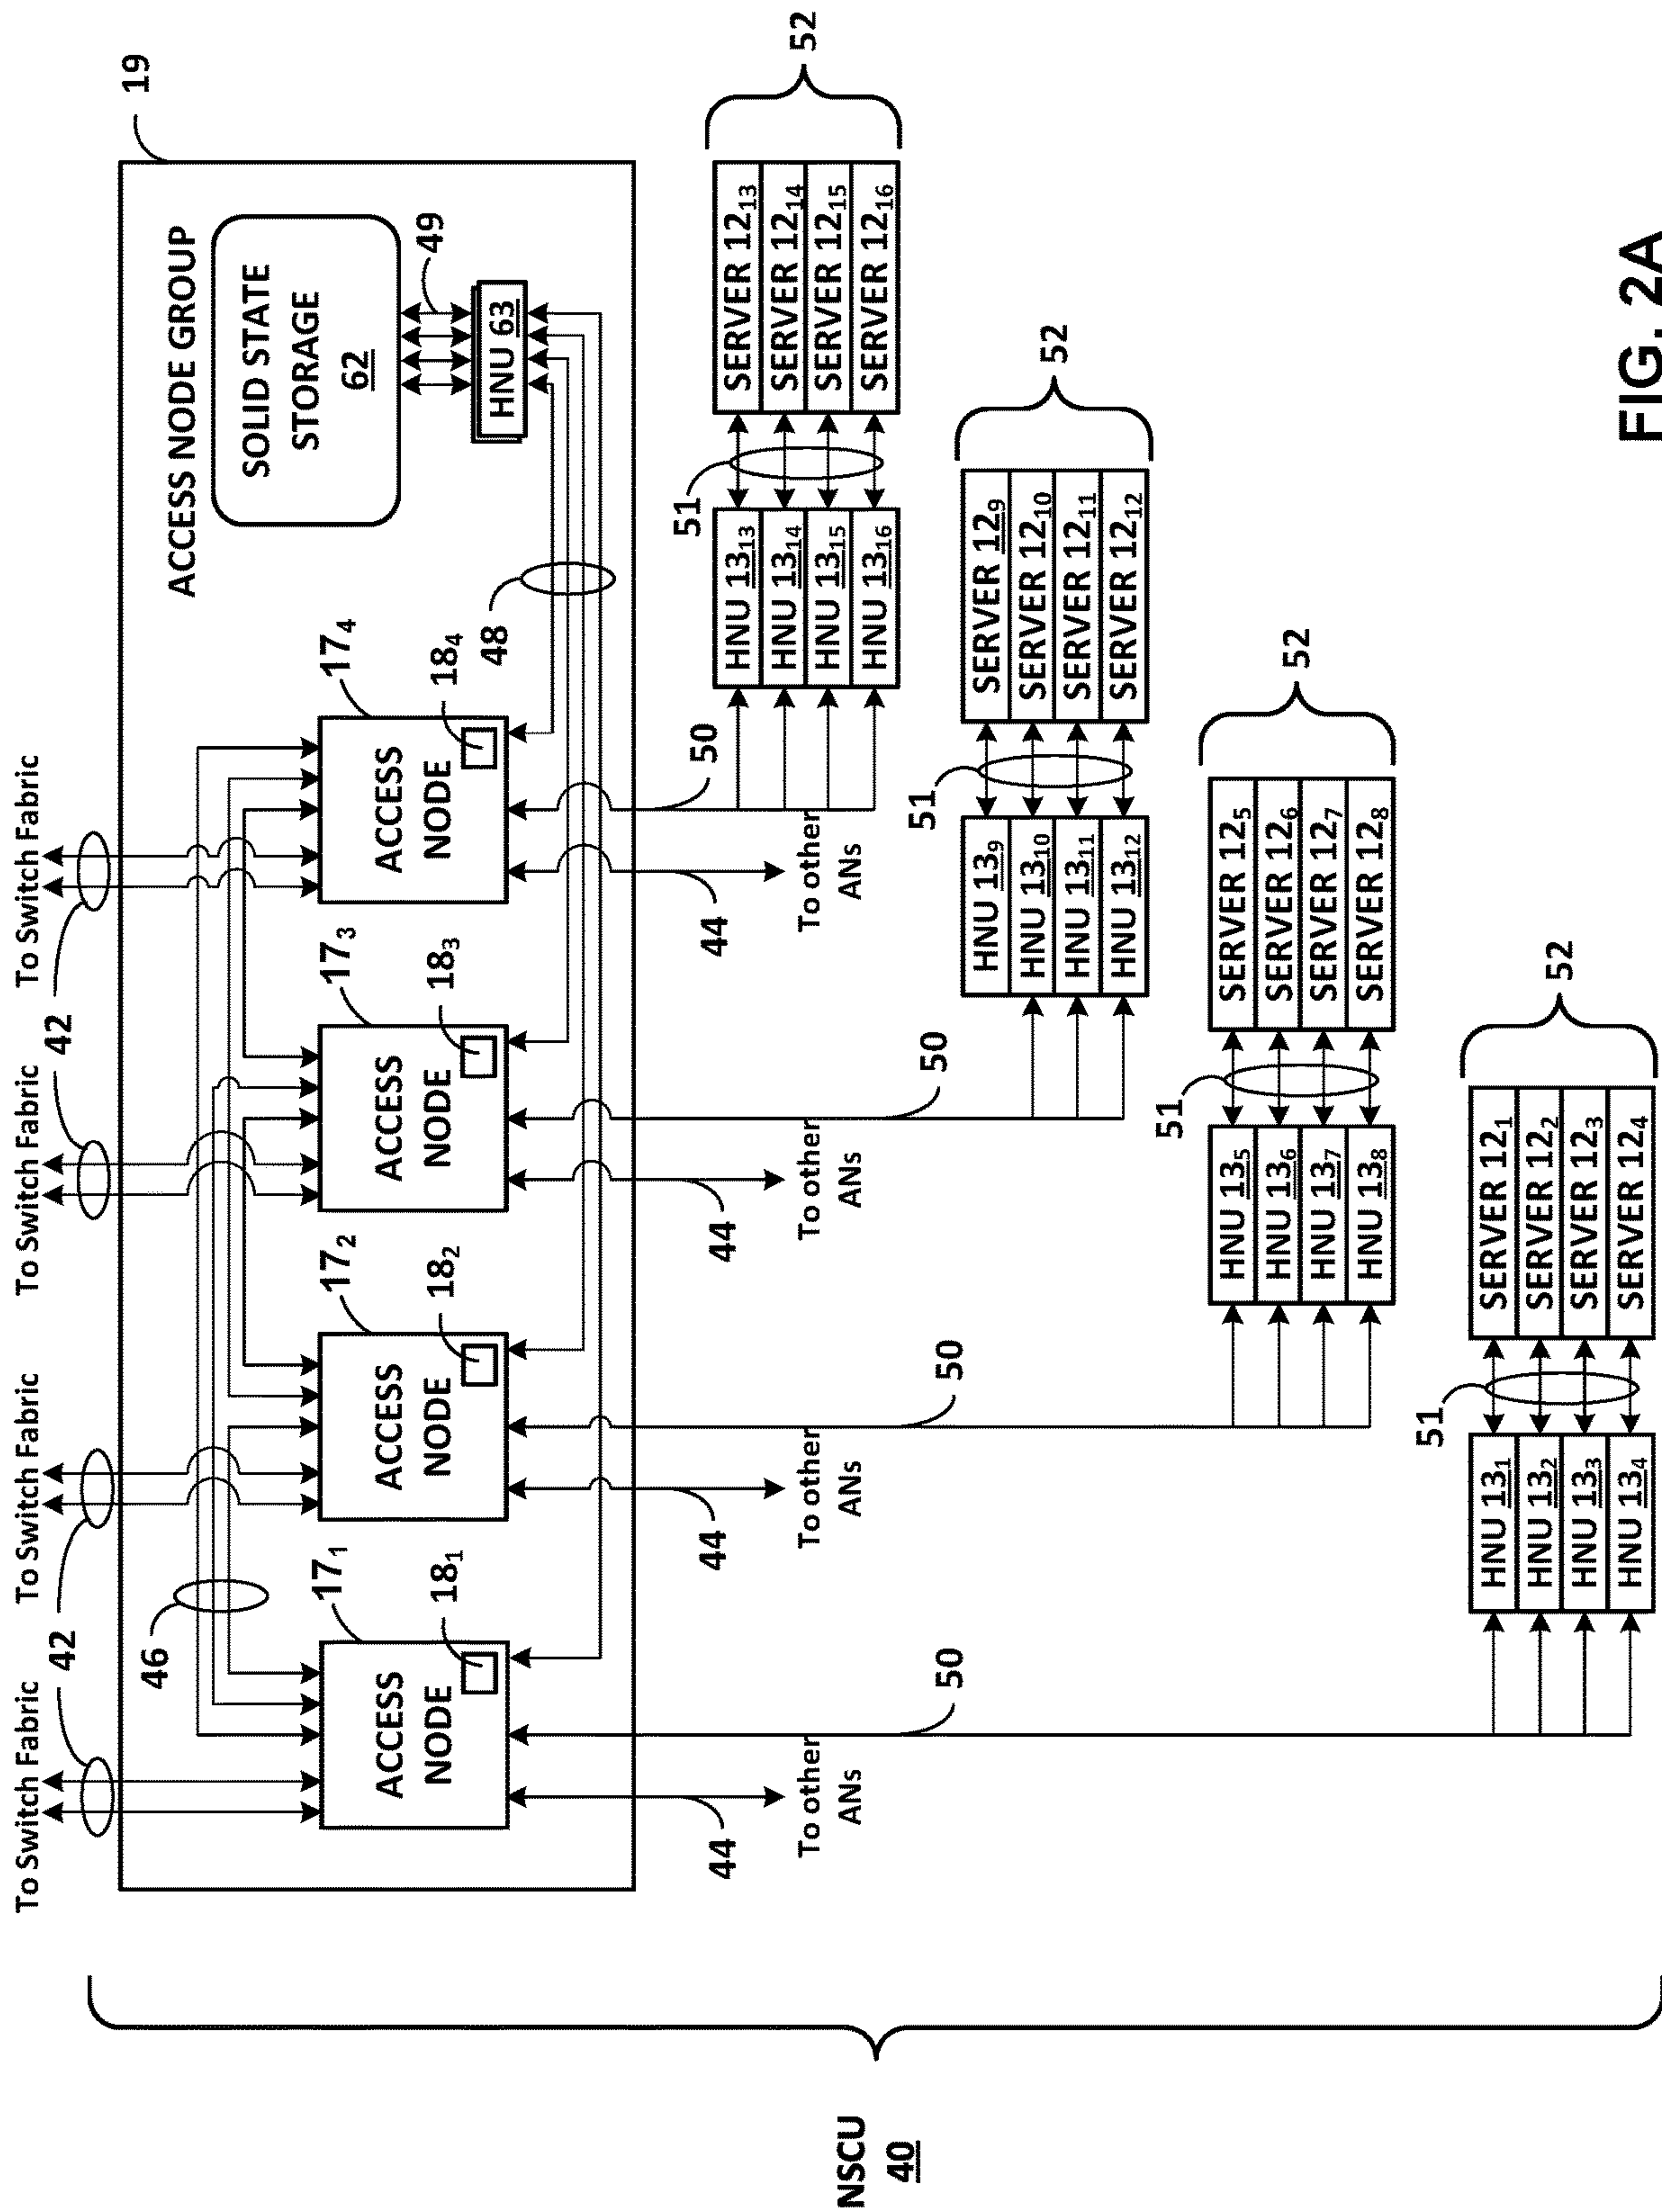 To Switch Fabric
To Switch Fabric
To Switch Fabric
To Switch Fabric
42
42
19
ACCESS NODE GROUP
46
SOLID STATE
STORAGE
62
49
HNU 63
48
17₁
ACCESS
NODE
18₁
17₂
ACCESS
NODE
18₂
17₃
ACCESS
NODE
18₃
17₄
ACCESS
NODE
18₄
44
44
44
44
To other
ANs
To other
ANs
To other
ANs
To other
ANs
50
50
50
50
51
HNU 13₁₃
HNU 13₁₄
HNU 13₁₅
HNU 13₁₆
SERVER 12₁₃
SERVER 12₁₄
SERVER 12₁₅
SERVER 12₁₆
52
51
HNU 13₉
HNU 13₁₀
HNU 13₁₁
HNU 13₁₂
SERVER 12₉
SERVER 12₁₀
SERVER 12₁₁
SERVER 12₁₂
52
51
HNU 13₅
HNU 13₆
HNU 13₇
HNU 13₈
SERVER 12₅
SERVER 12₆
SERVER 12₇
SERVER 12₈
52
51
HNU 13₁
HNU 13₂
HNU 13₃
HNU 13₄
SERVER 12₁
SERVER 12₂
SERVER 12₃
SERVER 12₄
52
NSCU
40
FIG. 2A